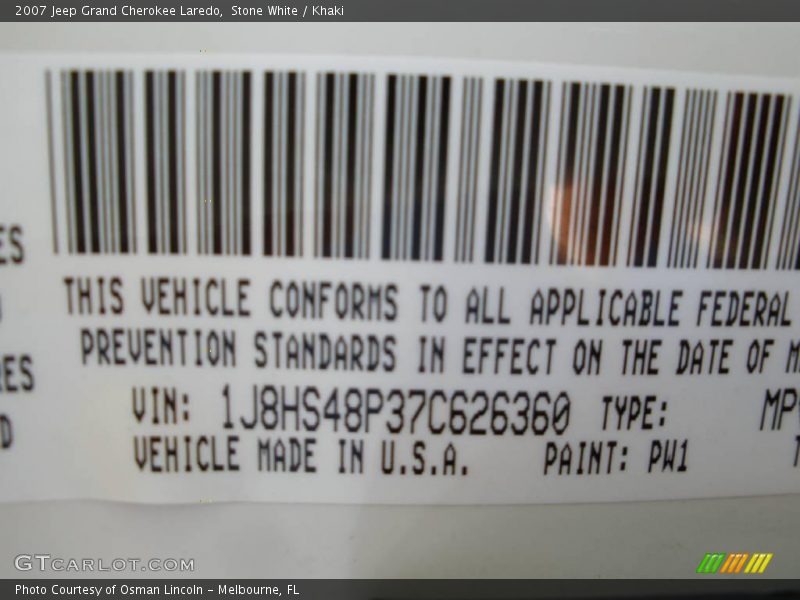 2007 Jeep Grand Cherokee Laredo, Stone White / Khaki
ES
THIS VEHICLE CONFORMS TO ALL APPLICABLE FEDERAL
PREVENTION STANDARDS IN EFFECT ON THE DATE OF M
RES
VIN: 1J8HS48P37C626360 TYPE: MP
D
VEHICLE MADE IN U.S.A. PAINT: PW1
GTCARLOT.COM
Photo Courtesy of Osman Lincoln - Melbourne, FL